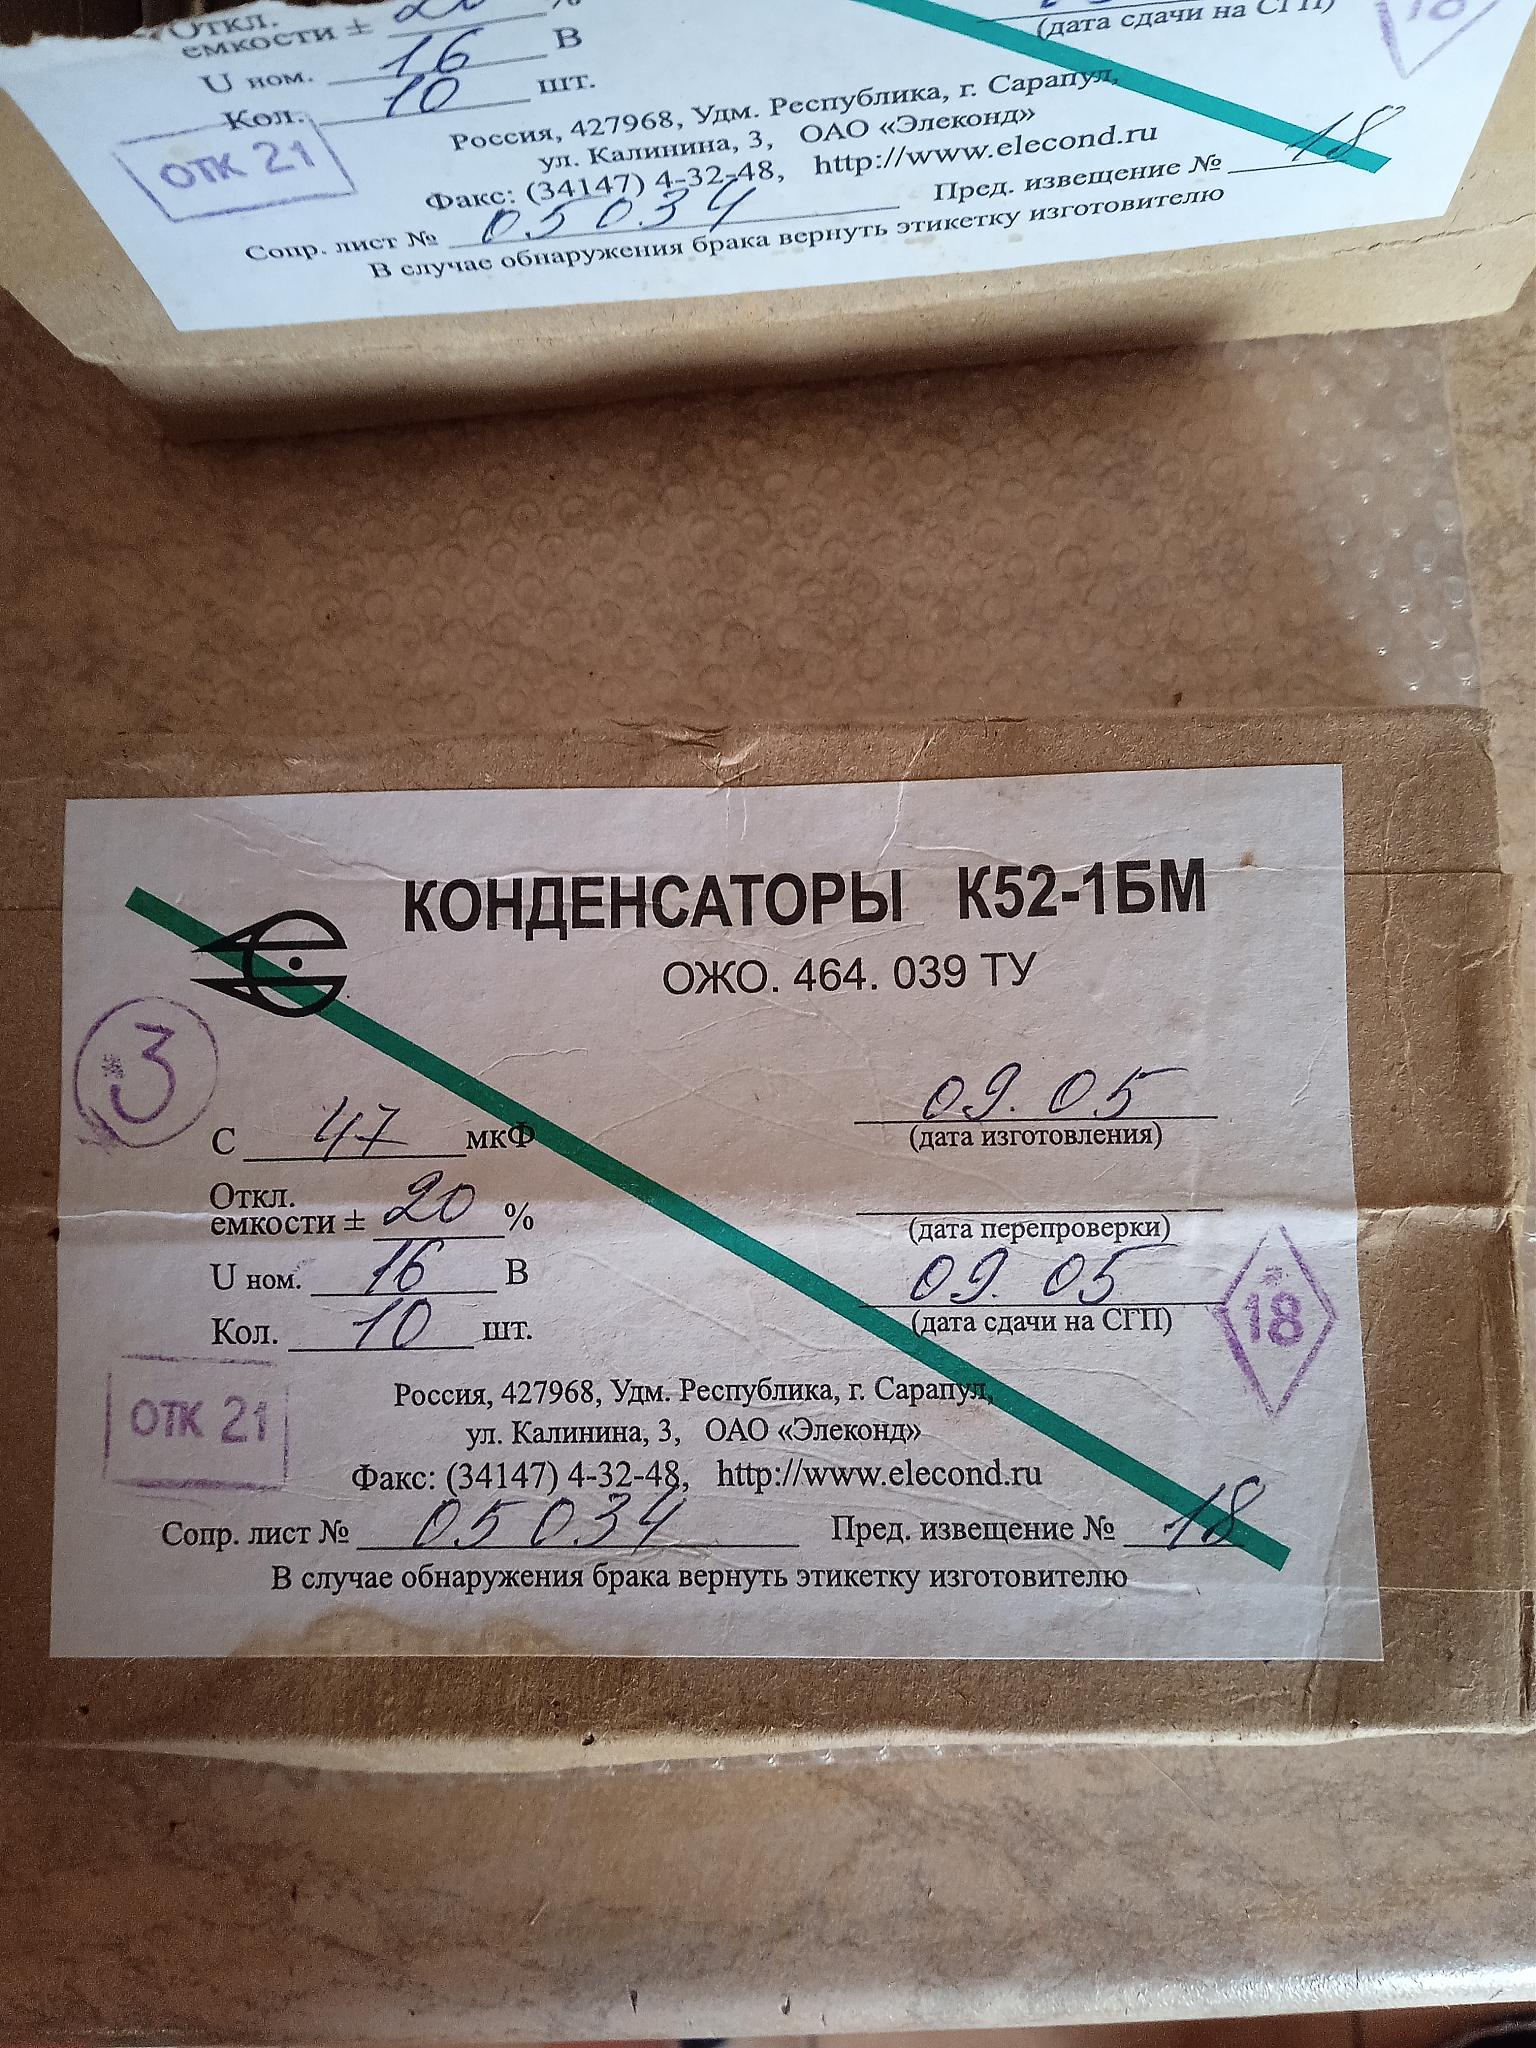 Откл.
емкости ± 20 %
U ном. 16 В
Кол. 10 шт.
(дата сдачи на СГП)
18
ОТК 21
Россия, 427968, Удм. Республика, г. Сарапул,
ул. Калинина, 3, ОАО «Элеконд»
Факс: (34147) 4-32-48, http://www.elecond.ru
Сопр. лист № 05034 Пред. извещение № 18
В случае обнаружения брака вернуть этикетку изготовителю
КОНДЕНСАТОРЫ К52-1БМ
ОЖО. 464. 039 ТУ
3
С 47 мкФ
09. 05
(дата изготовления)
Откл.
емкости ± 20 %
(дата перепроверки)
U ном. 16 В
09. 05
(дата сдачи на СГП)
18
Кол. 10 шт.
ОТК 21
Россия, 427968, Удм. Республика, г. Сарапул,
ул. Калинина, 3, ОАО «Элеконд»
Факс: (34147) 4-32-48, http://www.elecond.ru
Сопр. лист № 05034 Пред. извещение № 18
В случае обнаружения брака вернуть этикетку изготовителю